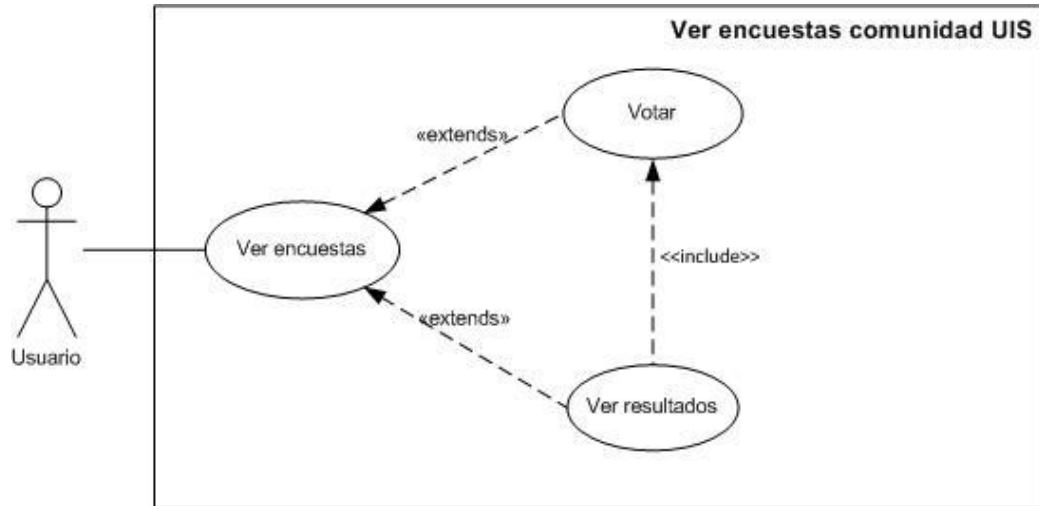 Ver encuestas comunidad UIS
Votar
«extends»
Ver encuestas
<<include>>
«extends»
Usuario
Ver resultados